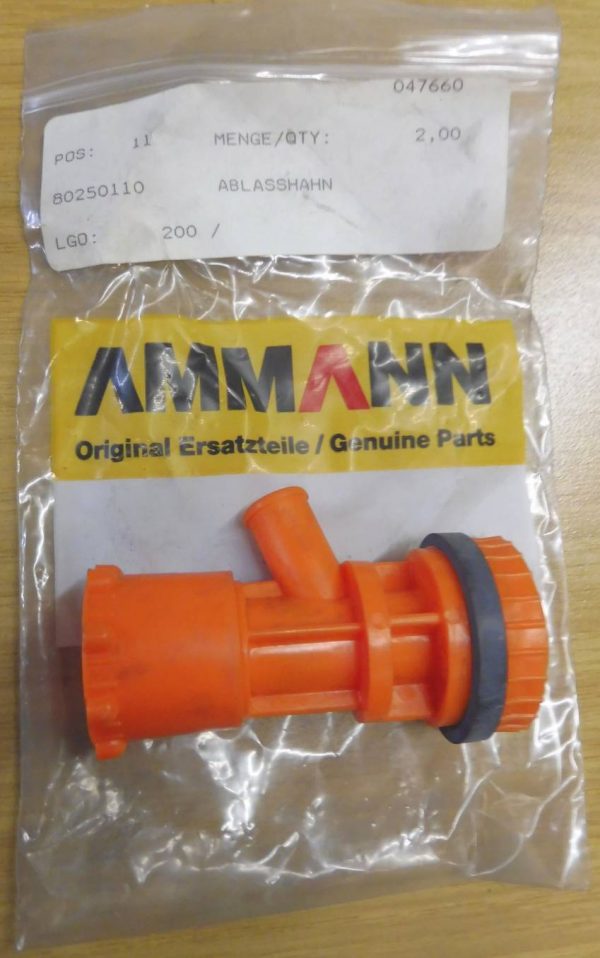 047660
POS: 11 MENGE/QTY: 2,00
80250110 ABLASSHAHN
LGO: 200 /
AMMANN
Original Ersatzteile / Genuine Parts